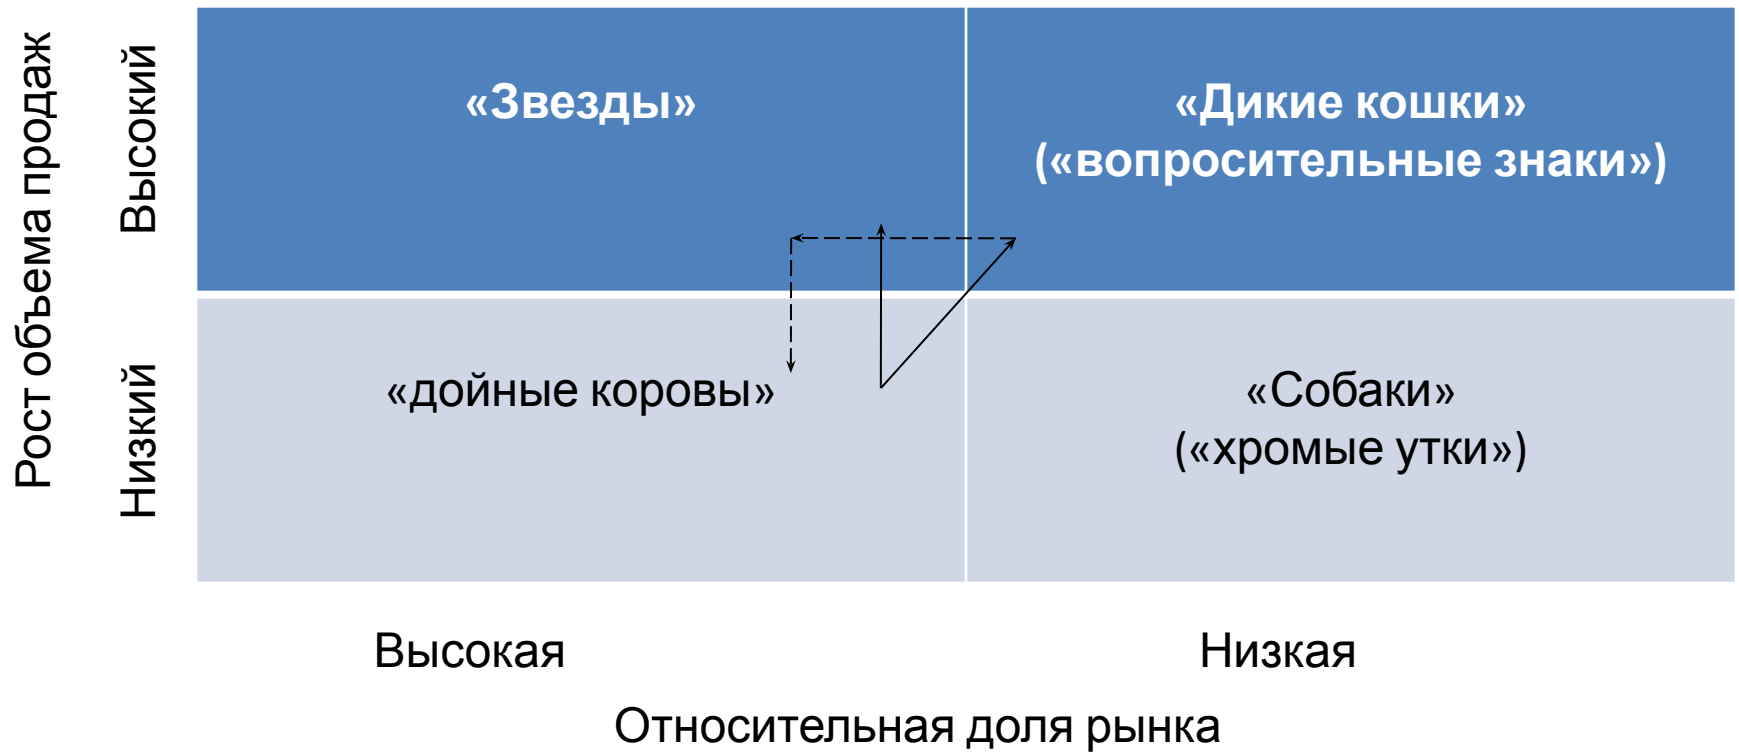 Рост объема продаж
Высокий
«Звезды»
«Дикие кошки»
(«вопросительные знаки»)
Низкий
«дойные коровы»
«Собаки»
(«хромые утки»)
Высокая
Низкая
Относительная доля рынка